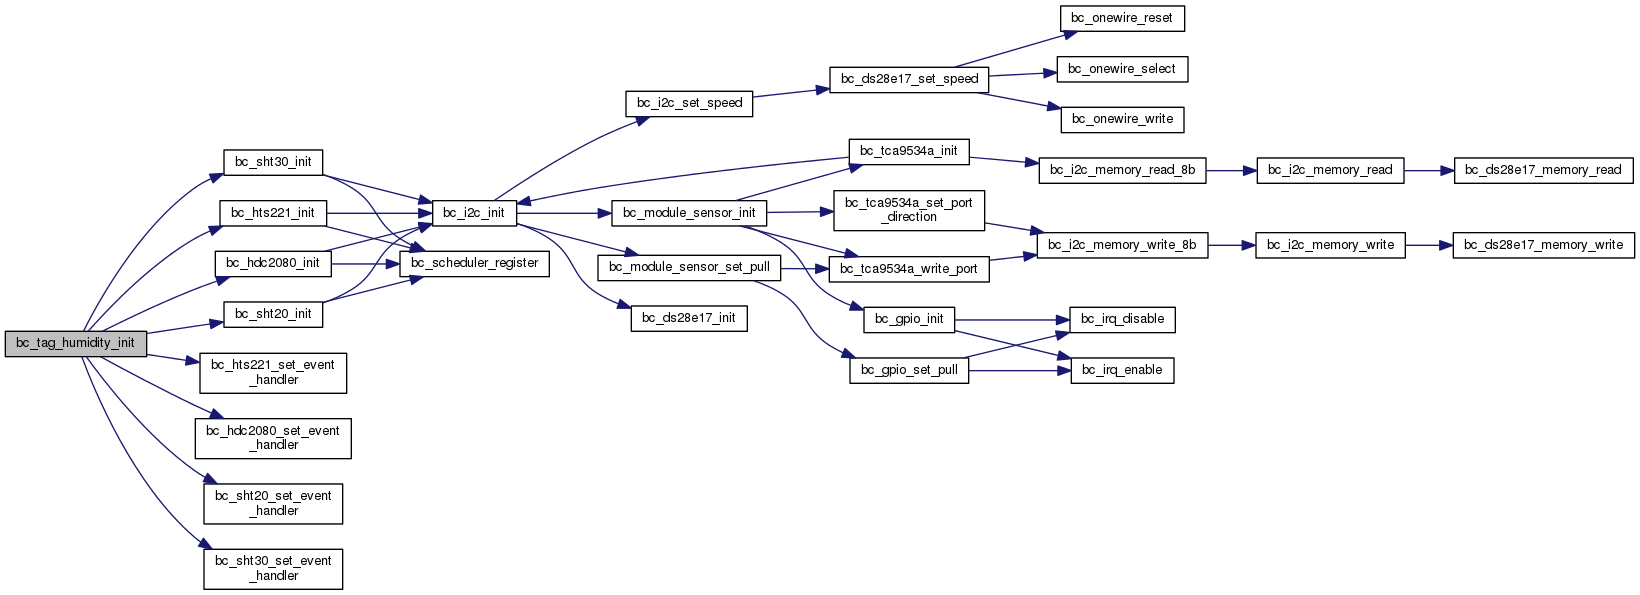 bc_tag_humidity_init
bc_sht30_init
bc_hts221_init
bc_hdc2080_init
bc_sht20_init
bc_hts221_set_event
_handler
bc_hdc2080_set_event
_handler
bc_sht20_set_event
_handler
bc_sht30_set_event
_handler
bc_i2c_init
bc_scheduler_register
bc_i2c_set_speed
bc_module_sensor_init
bc_module_sensor_set_pull
bc_ds28e17_init
bc_ds28e17_set_speed
bc_tca9534a_init
bc_tca9534a_set_port
_direction
bc_tca9534a_write_port
bc_gpio_init
bc_gpio_set_pull
bc_onewire_reset
bc_onewire_select
bc_onewire_write
bc_i2c_memory_read_8b
bc_i2c_memory_write_8b
bc_irq_disable
bc_irq_enable
bc_i2c_memory_read
bc_i2c_memory_write
bc_ds28e17_memory_read
bc_ds28e17_memory_write